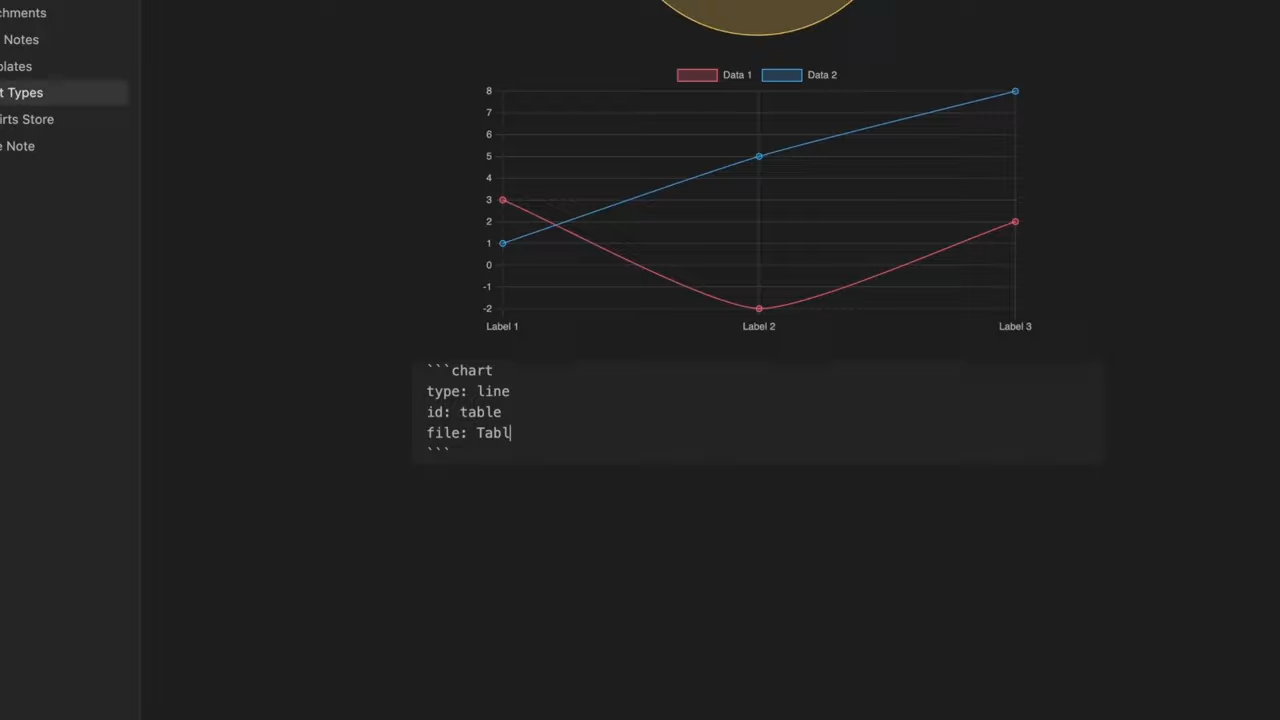 chments
Notes
plates
t Types
irts Store
e Note
Data 1 Data 2
8
7
6
5
4
3
2
1
0
-1
-2
Label 1 Label 2 Label 3
```chart
type: line
id: table
file: Tabl
```